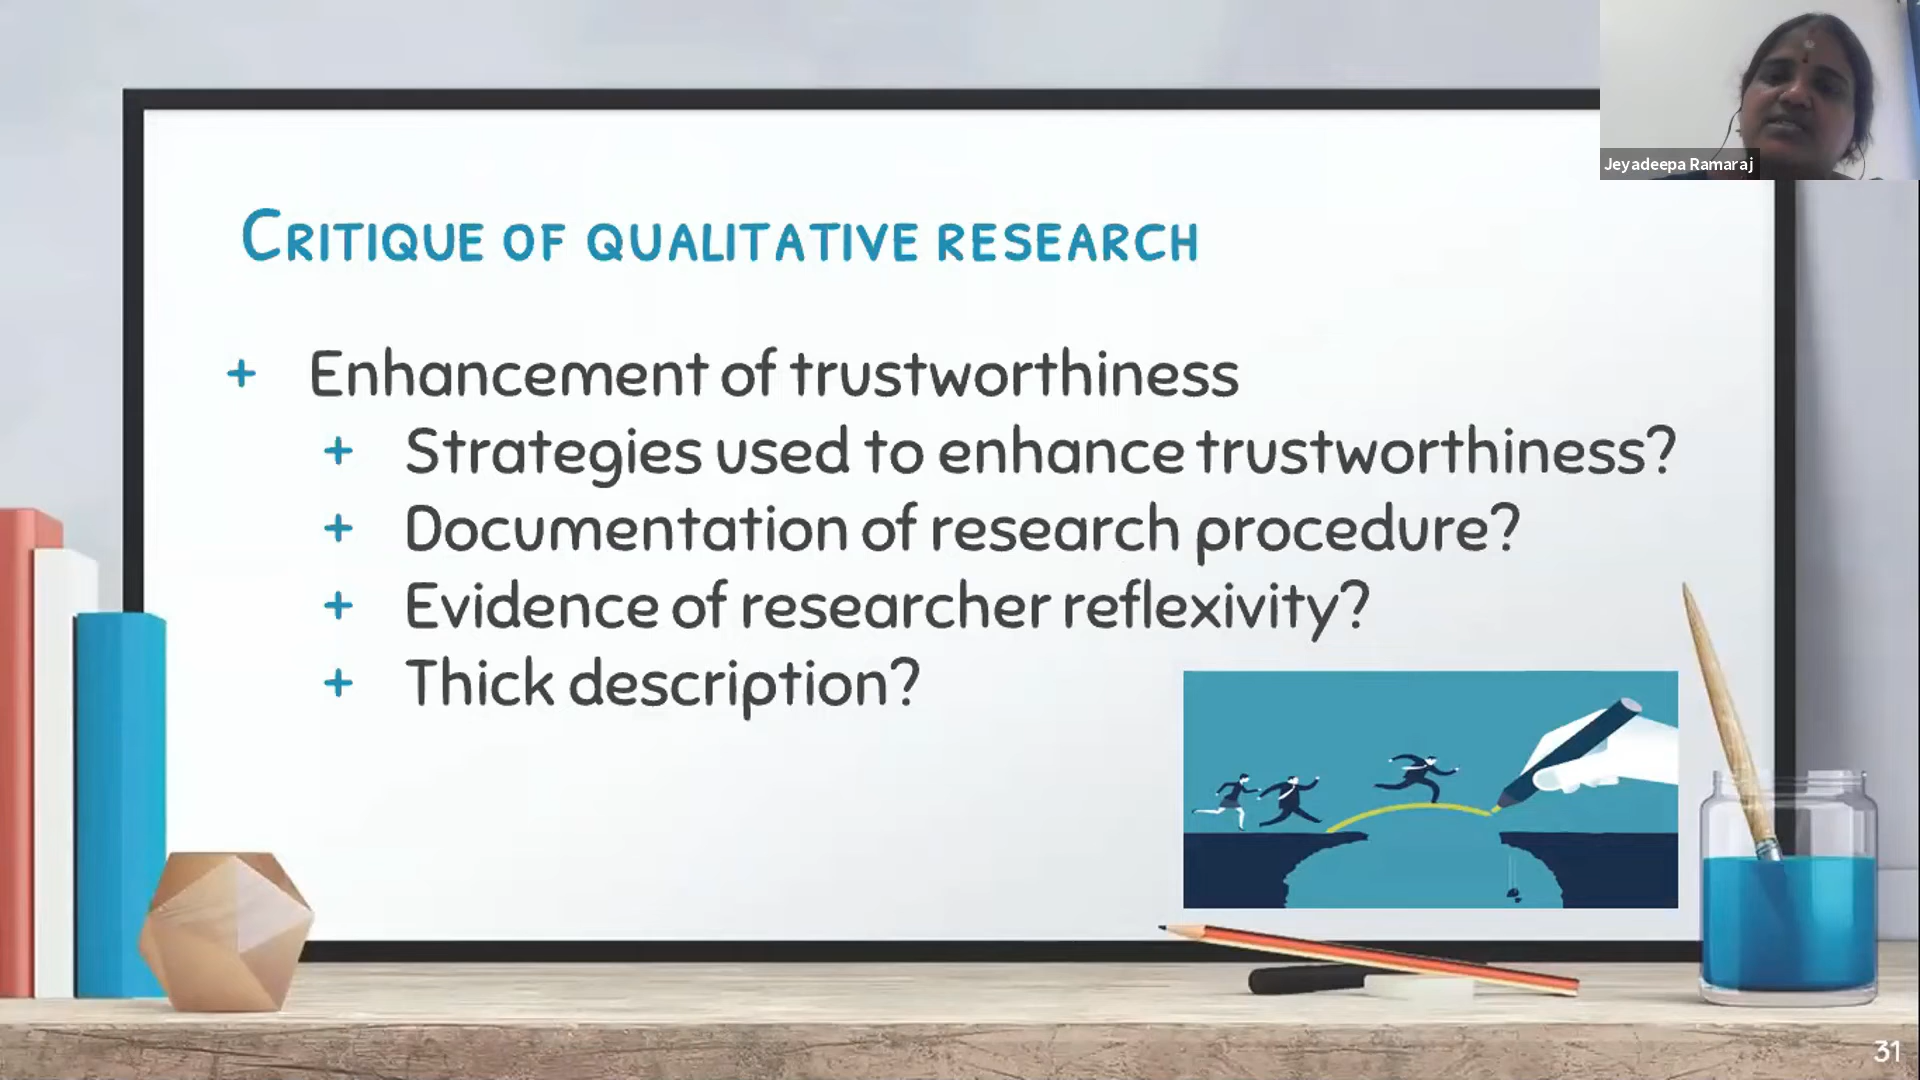 Jeyadeepa Ramaraj
Critique of qualitative research
+ Enhancement of trustworthiness
+ Strategies used to enhance trustworthiness?
+ Documentation of research procedure?
+ Evidence of researcher reflexivity?
+ Thick description?
31